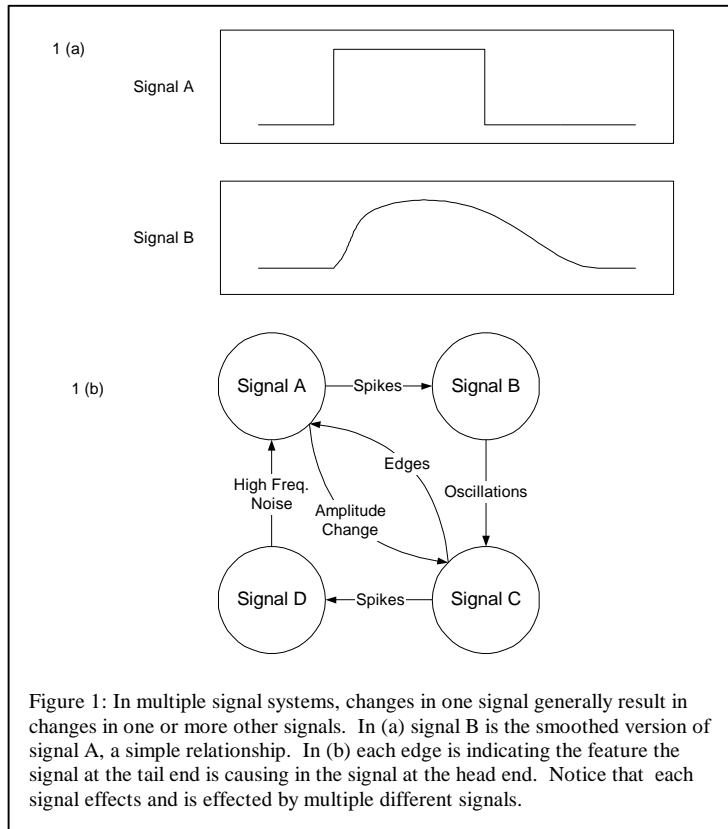 1 (a)
Signal A
Signal B
1 (b)
Signal A
Spikes
Signal B
Edges
High Freq.
Noise
Oscillations
Amplitude
Change
Signal D
Spikes
Signal C
Figure 1: In multiple signal systems, changes in one signal generally result in
changes in one or more other signals.  In (a) signal B is the smoothed version of
signal A, a simple relationship.  In (b) each edge is indicating the feature the
signal at the tail end is causing in the signal at the head end.  Notice that  each
signal effects and is effected by multiple different signals.